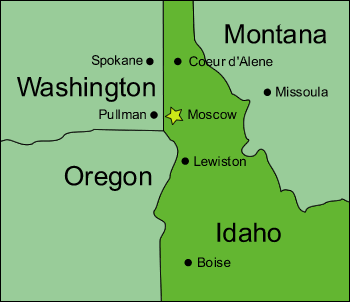 Montana
Spokane
Coeur d'Alene
Washington
Missoula
Pullman
Moscow
Lewiston
Oregon
Idaho
Boise